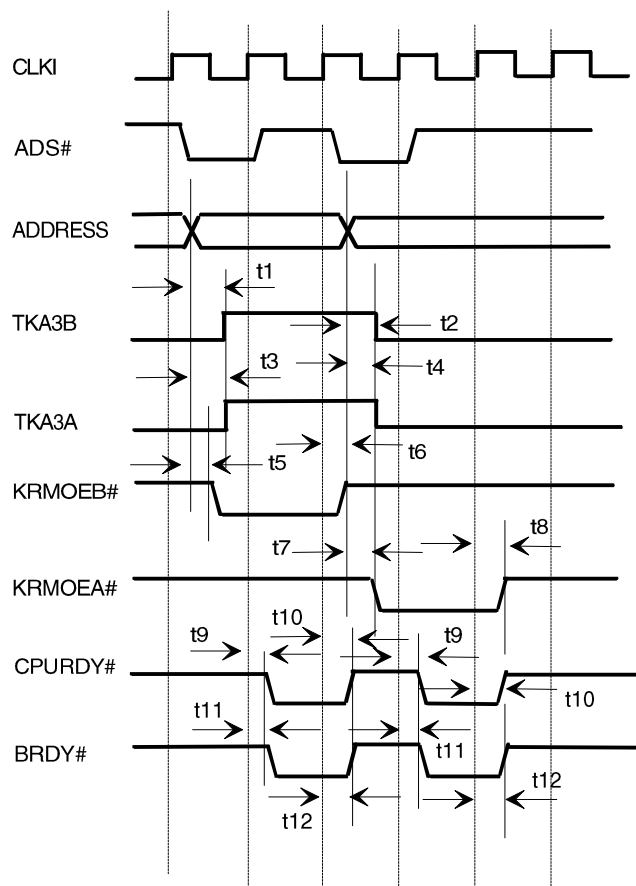 CLKI
ADS#
ADDRESS
t1
TKA3B
t2
t3
t4
TKA3A
t6
t5
KRMOEB#
t8
t7
KRMOEA#
t10
t9
t9
CPURDY#
t10
t11
t11
BRDY#
t12
t12